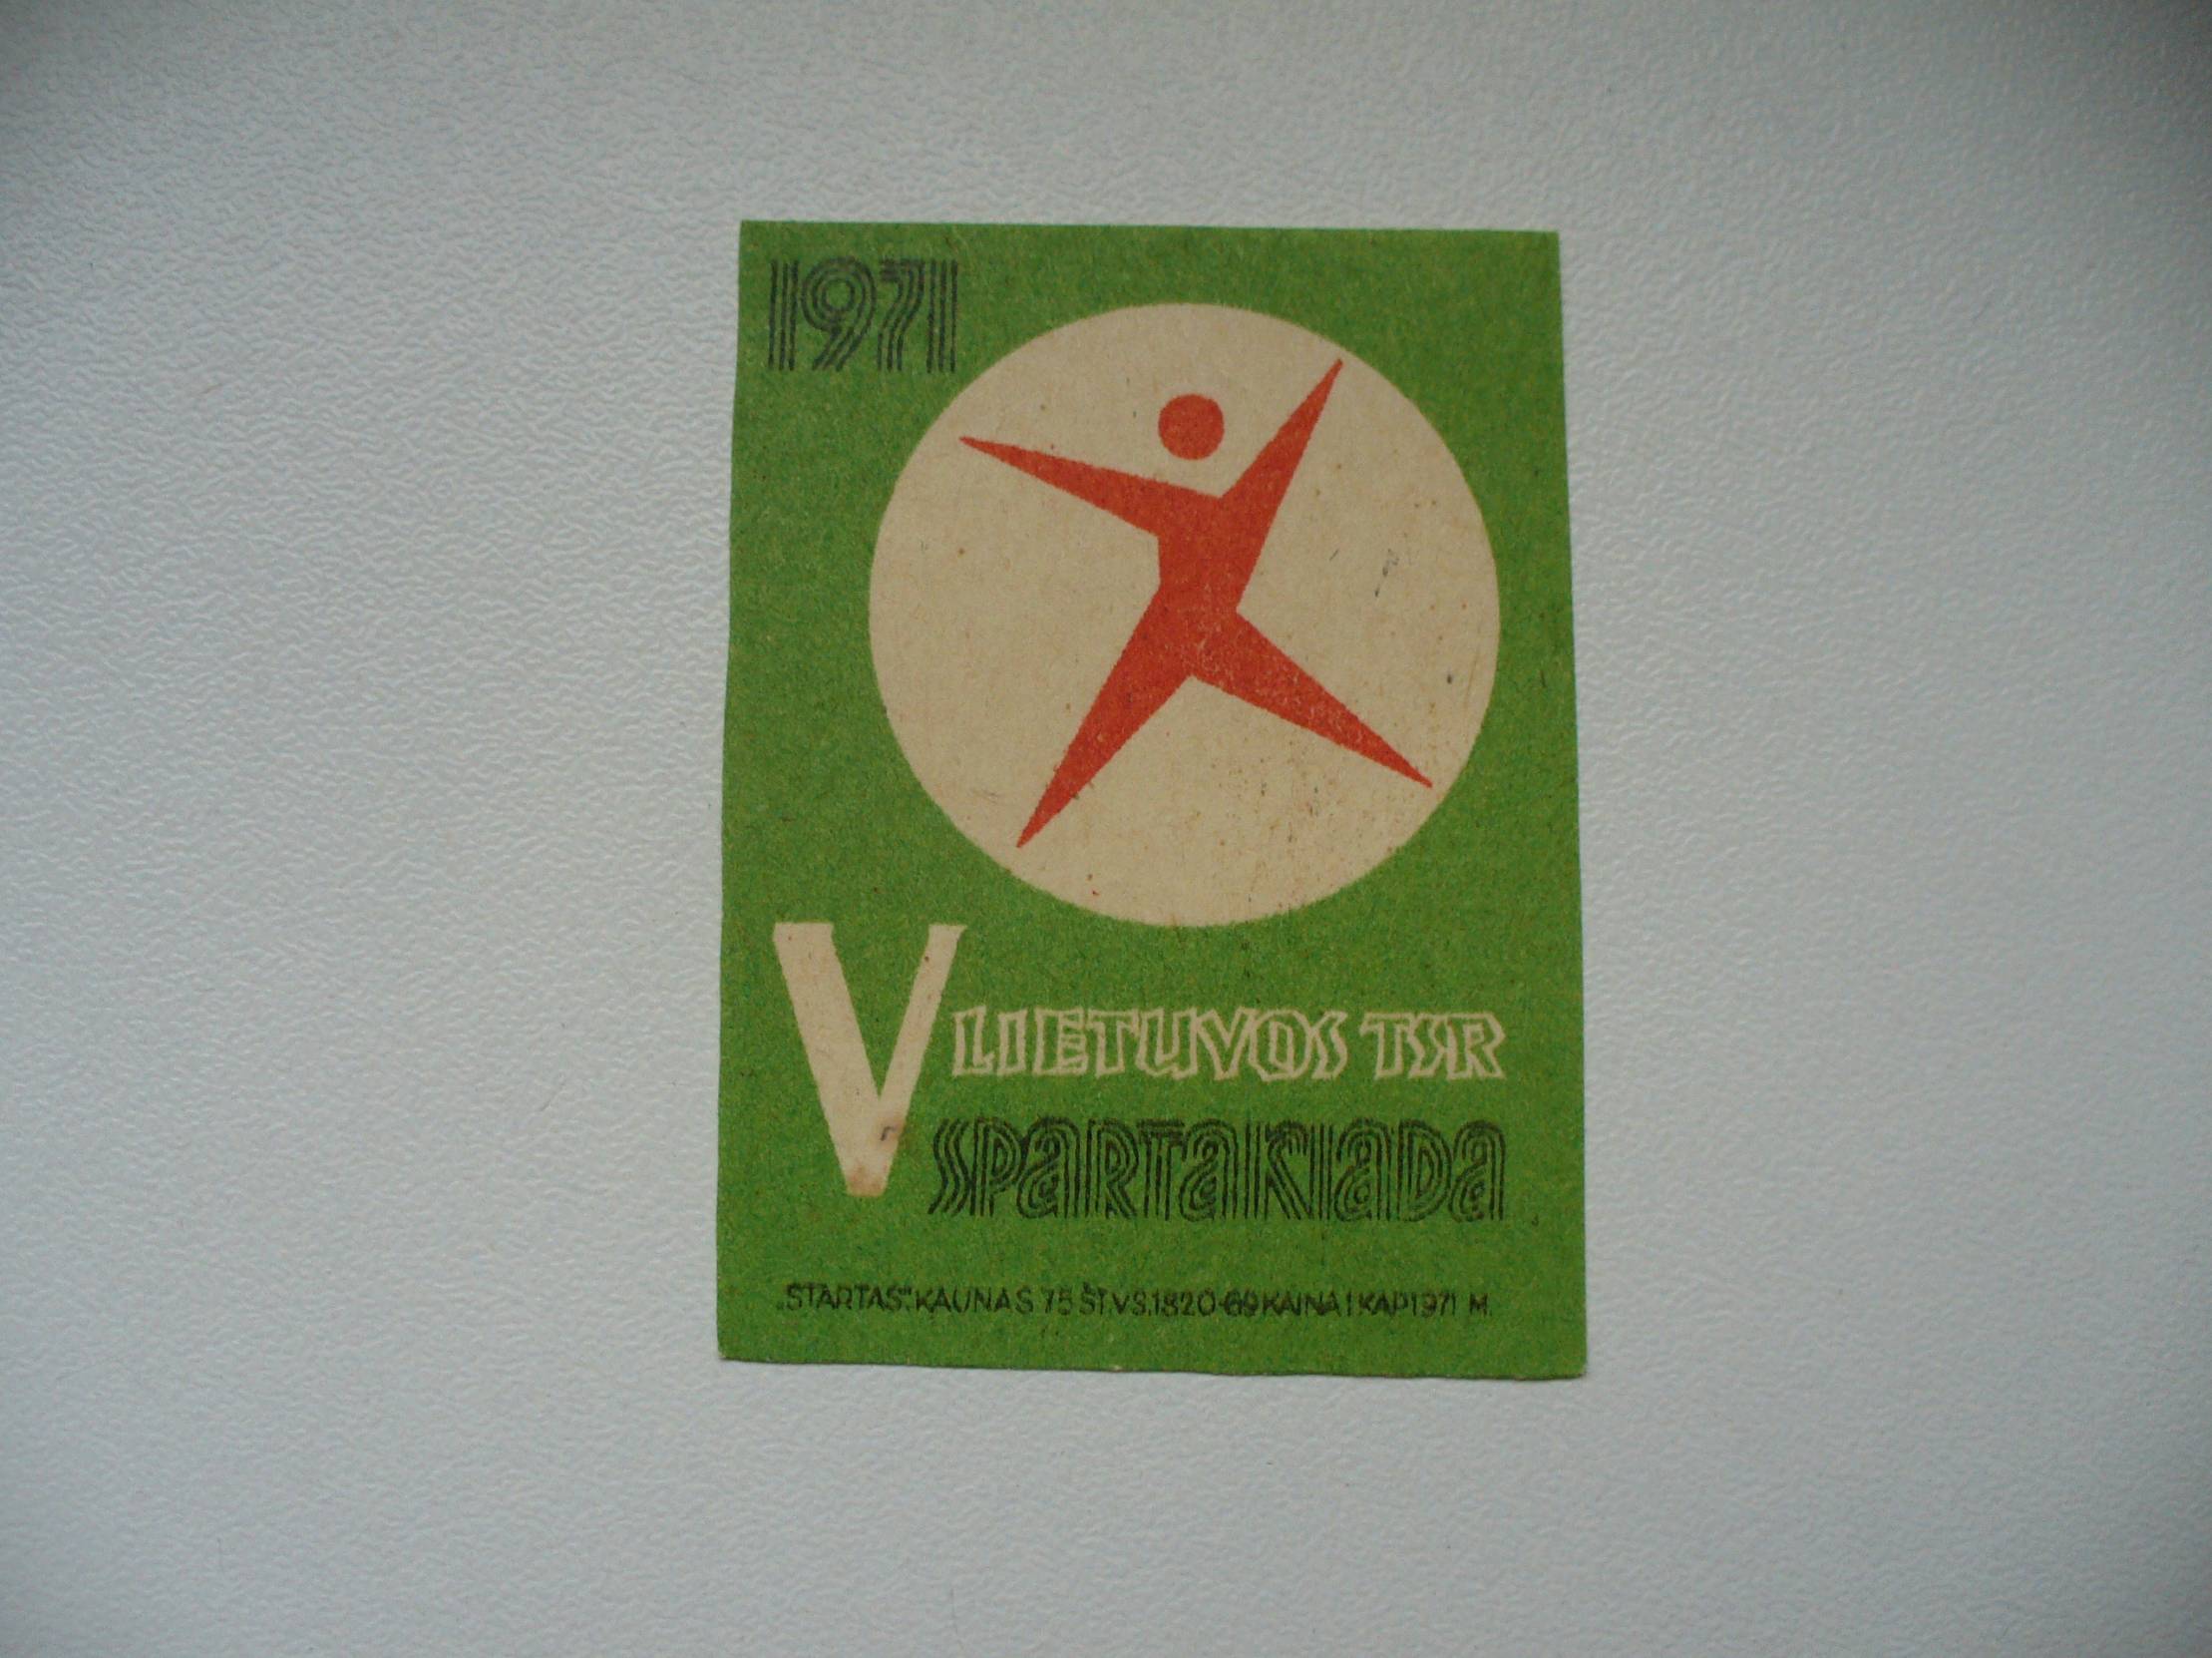 1971
V LIETUVOS TSR
SPARTAKIADA
„STARTAS“. KAUNAS 75 ŠT. VS. 1820-69 KAINA 1 KAP 1971 M.